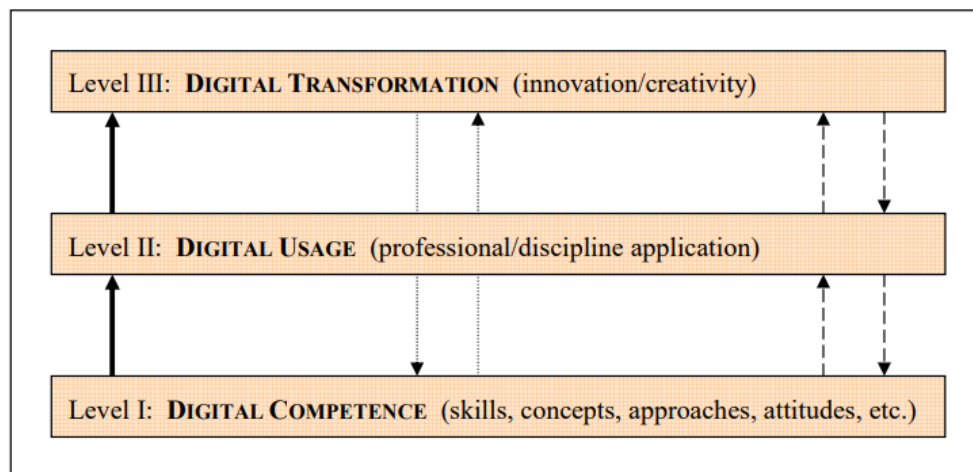 Level III: DIGITAL TRANSFORMATION (innovation/creativity)
Level II: DIGITAL USAGE (professional/discipline application)
Level I: DIGITAL COMPETENCE (skills, concepts, approaches, attitudes, etc.)